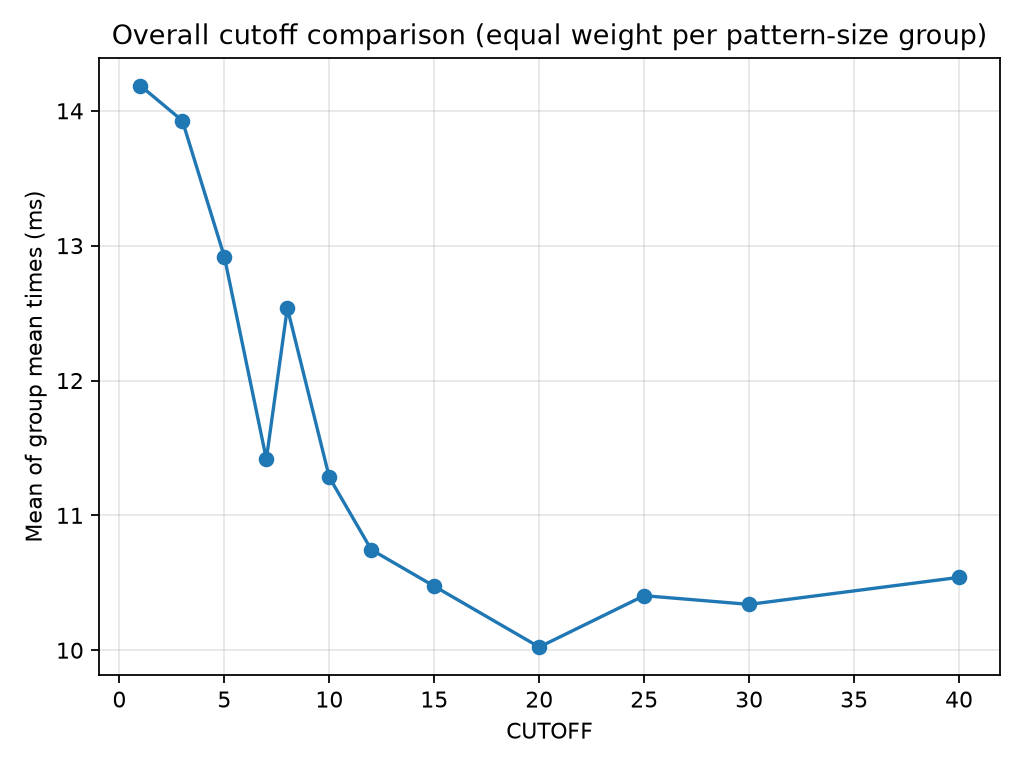 Overall cutoff comparison (equal weight per pattern-size group)
Mean of group mean times (ms)
14
13
12
11
10
0 5 10 15 20 25 30 35 40
CUTOFF